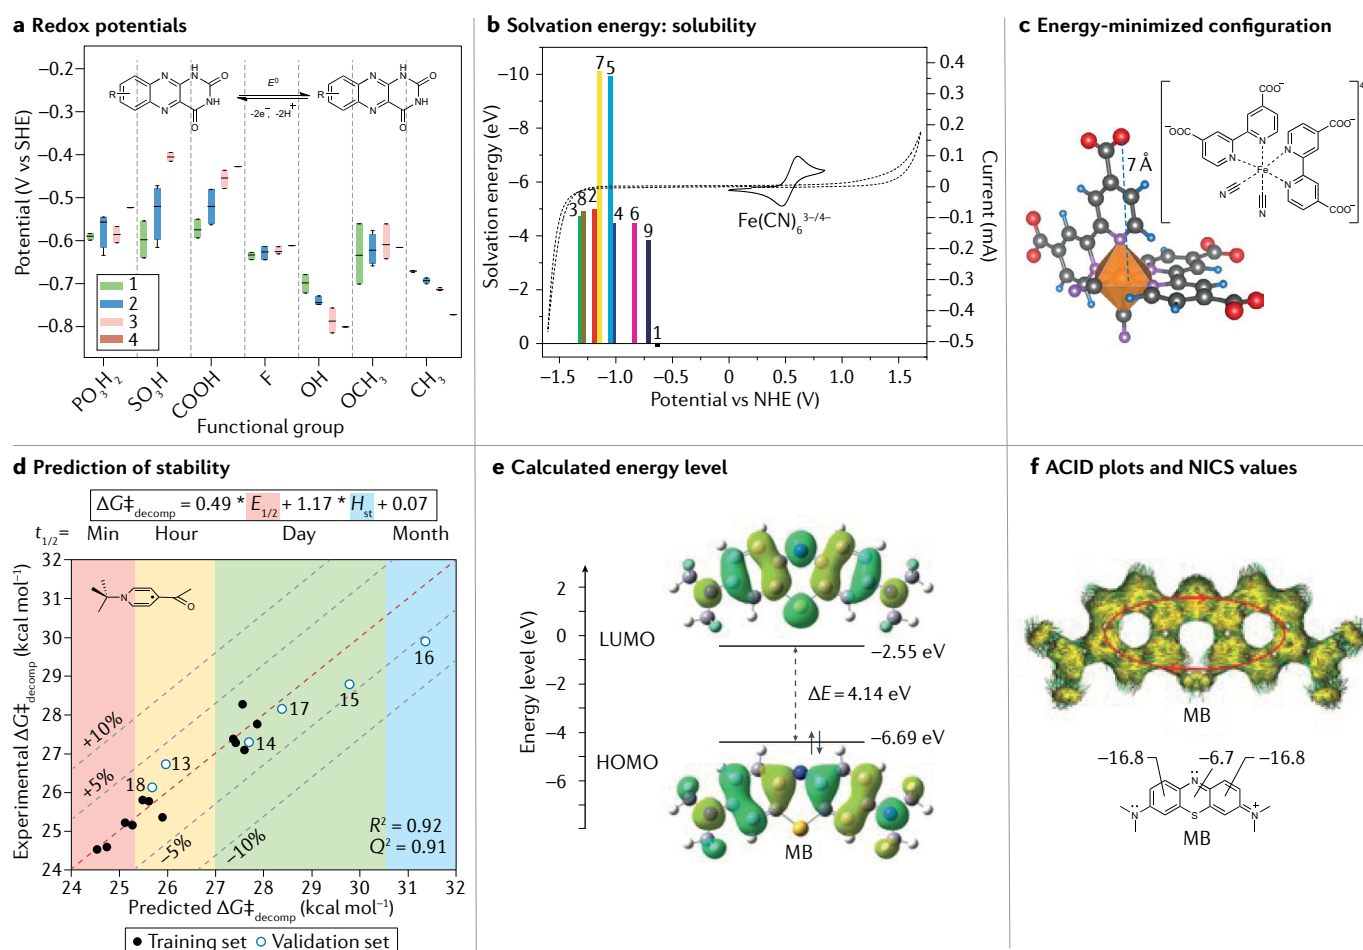 a Redox potentials
−0.2
−0.3
−0.4
−0.5
−0.6
−0.7
−0.8
Potential (V vs SHE)
R
N
N
H
N
O
NH
O
E⁰
-2e⁻, -2H⁺
R
N
N
H
N
O
NH
O
1
2
3
4
PO₃H₂
SO₃H
COOH
F
OH
OCH₃
CH₃
Functional group
b Solvation energy: solubility
−10
−8
−6
−4
−2
0
Solvation energy (eV)
7
5
3
8
2
4
6
9
1
Fe(CN)₆³⁻/⁴⁻
0.4
0.3
0.2
0.1
0
−0.1
−0.2
−0.3
−0.4
−0.5
Current (mA)
−1.5
−1.0
−0.5
0
0.5
1.0
1.5
Potential vs NHE (V)
c Energy-minimized configuration
7 Å
4
COO⁻
⁻OOC
COO⁻
COO⁻
N
N
N
N
Fe
N
N
d Prediction of stability
ΔG‡decomp = 0.49 * E1/2 + 1.17 * Hst + 0.07
t1/2 =
Min
Hour
Day
Month
32
31
30
29
28
27
26
25
24
Experimental ΔG‡decomp (kcal mol⁻¹)
N
O
+10%
+5%
−5%
−10%
18
13
14
17
15
16
R² = 0.92
Q² = 0.91
24
25
26
27
28
29
30
31
32
Predicted ΔG‡decomp (kcal mol⁻¹)
Training set
Validation set
e Calculated energy level
2
0
−2
−4
−6
Energy level (eV)
LUMO
−2.55 eV
ΔE = 4.14 eV
HOMO
−6.69 eV
MB
f ACID plots and NICS values
MB
−16.8
−6.7
−16.8
N
N
S
N
+
MB